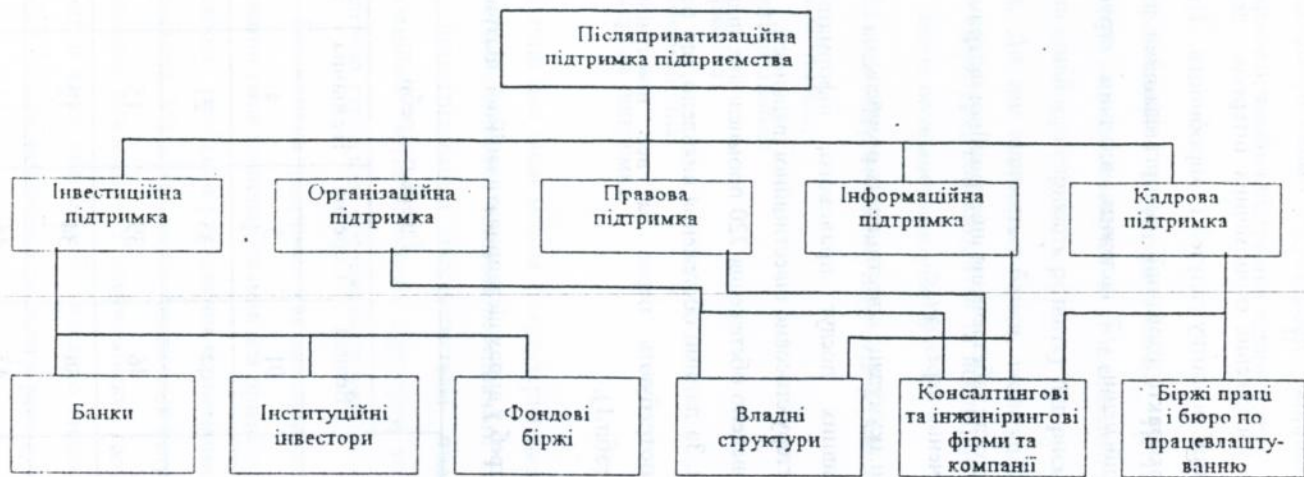 Післяприватизаційна
підтримка підприємства
Інвестиційна
підтримка
Організаційна
підтримка
Правова
підтримка
Інформаційна
підтримка
Кадрова
підтримка
Банки
Інституційні
інвестори
Фондові
біржі
Владні
структури
Консалтингові
та інжинірингові
фірми та
компанії
Біржі праці
і бюро по
працевлашту-
ванню